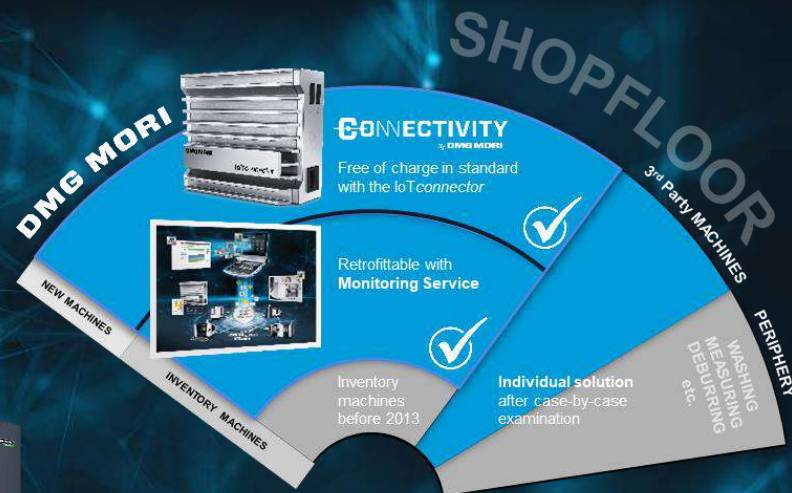 SHOPFLOOR
DMG MORI
CONNECTIVITY
by DMG MORI
Free of charge in standard
with the IoTconnector
IoTconnector
3rd Party MACHINES
Retrofittable with
Monitoring Service
NEW MACHINES
INVENTORY MACHINES
PERIPHERY
WASHING
MEASURING
DEBURRING
etc.
Inventory
machines
before 2013
Individual solution
after case-by-case
examination